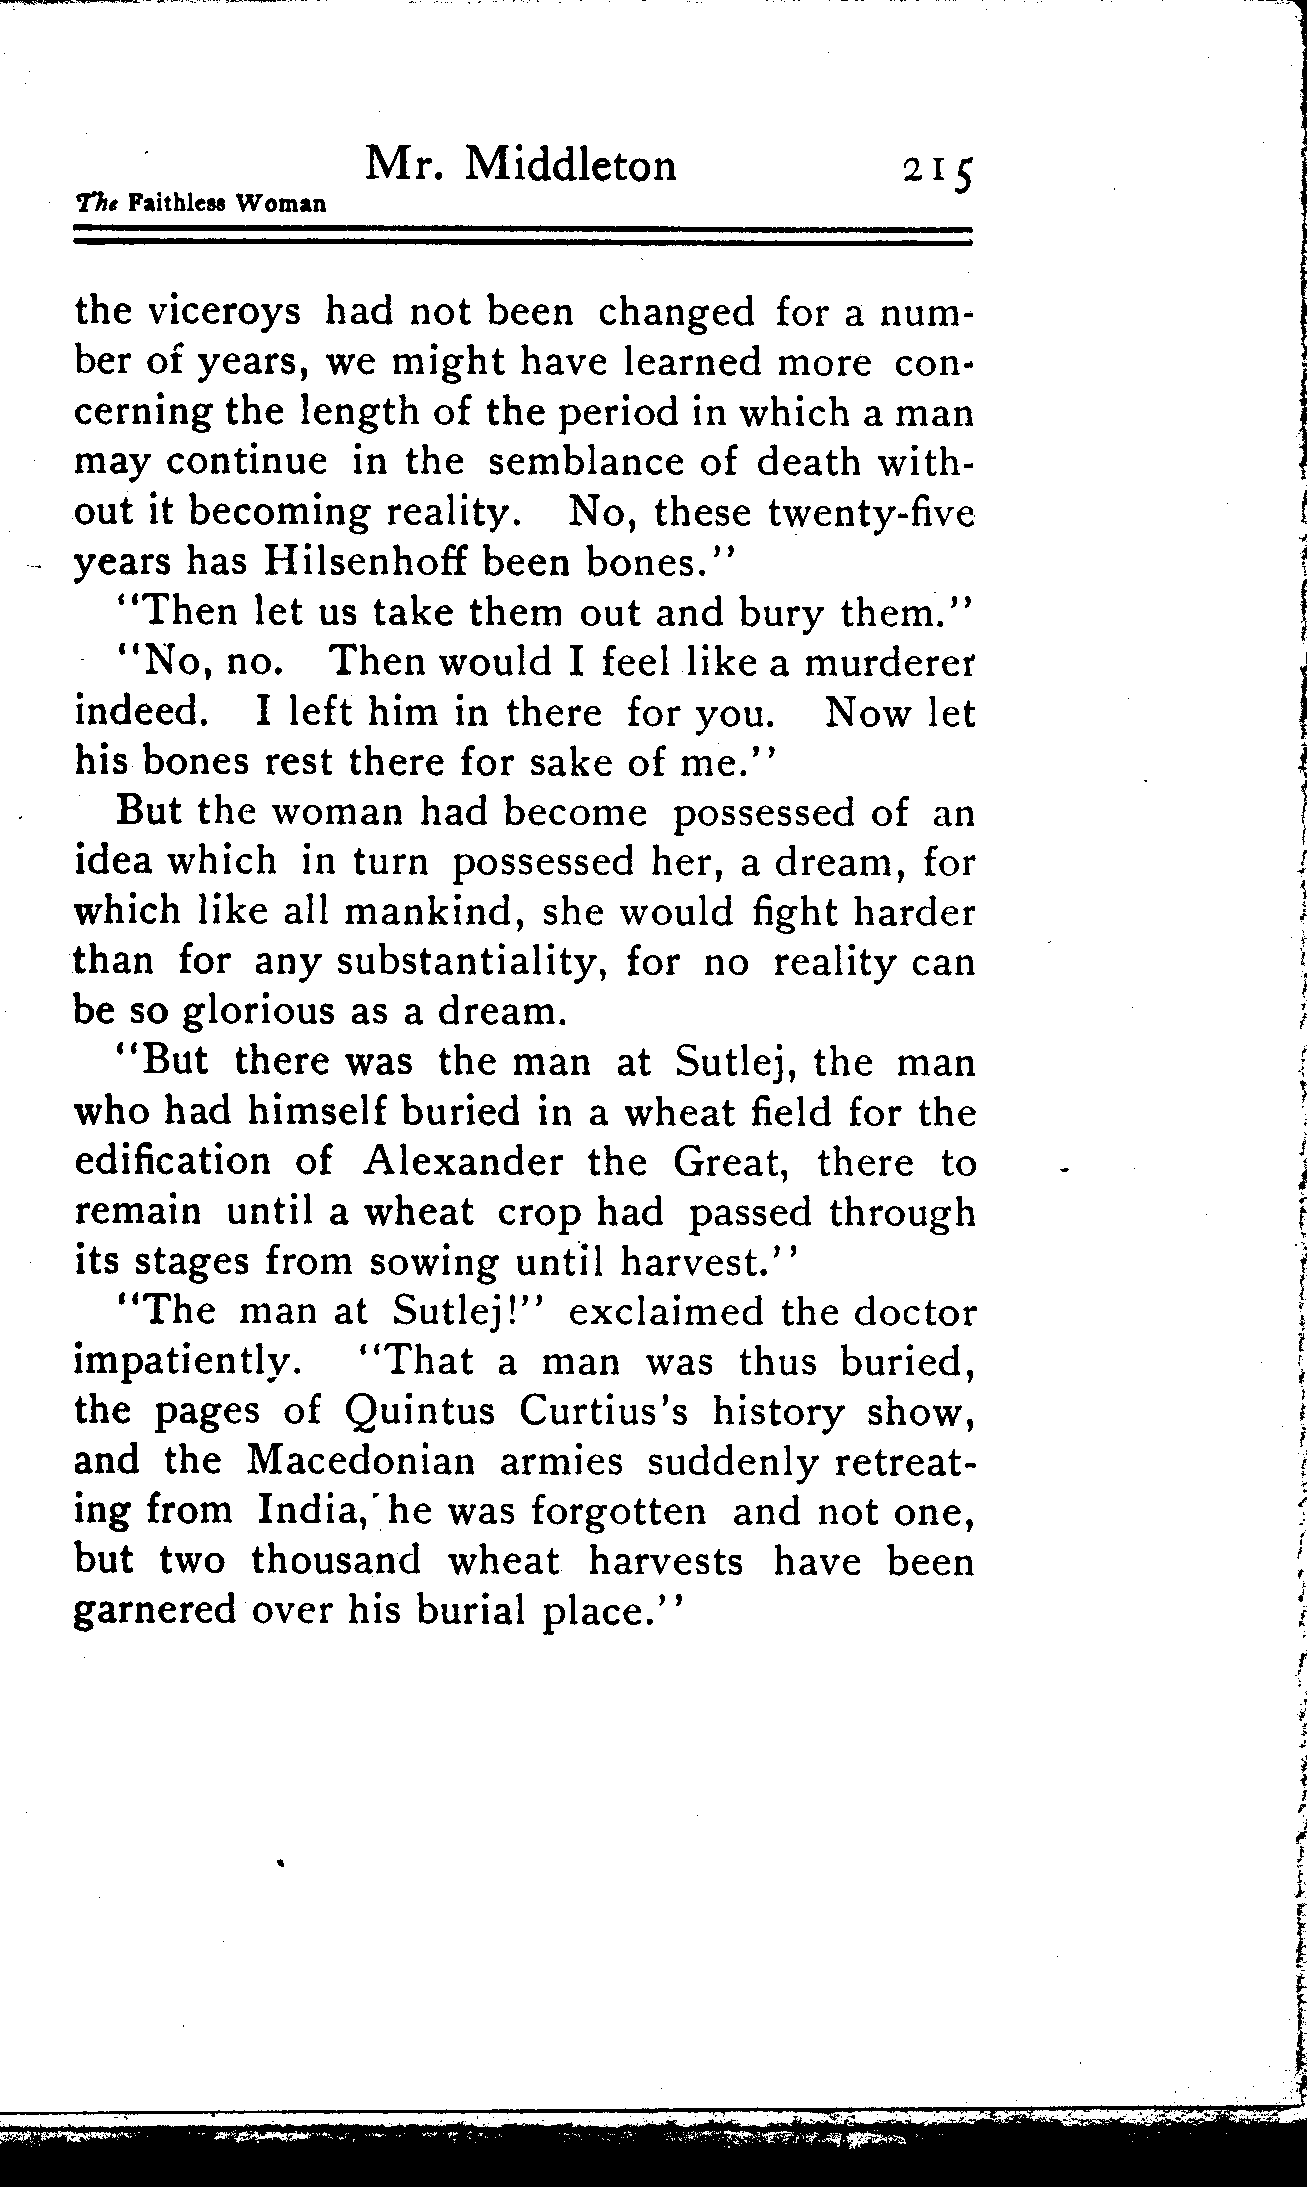 Mr. Middleton 215
The Faithless Woman
the viceroys had not been changed for a num-
ber of years, we might have learned more con-
cerning the length of the period in which a man
may continue in the semblance of death with-
out it becoming reality. No, these twenty-five
years has Hilsenhoff been bones."
"Then let us take them out and bury them."
"No, no. Then would I feel like a murderer
indeed. I left him in there for you. Now let
his bones rest there for sake of me."
But the woman had become possessed of an
idea which in turn possessed her, a dream, for
which like all mankind, she would fight harder
than for any substantiality, for no reality can
be so glorious as a dream.
"But there was the man at Sutlej, the man
who had himself buried in a wheat field for the
edification of Alexander the Great, there to
remain until a wheat crop had passed through
its stages from sowing until harvest."
"The man at Sutlej!" exclaimed the doctor
impatiently. "That a man was thus buried,
the pages of Quintus Curtius's history show,
and the Macedonian armies suddenly retreat-
ing from India, he was forgotten and not one,
but two thousand wheat harvests have been
garnered over his burial place."